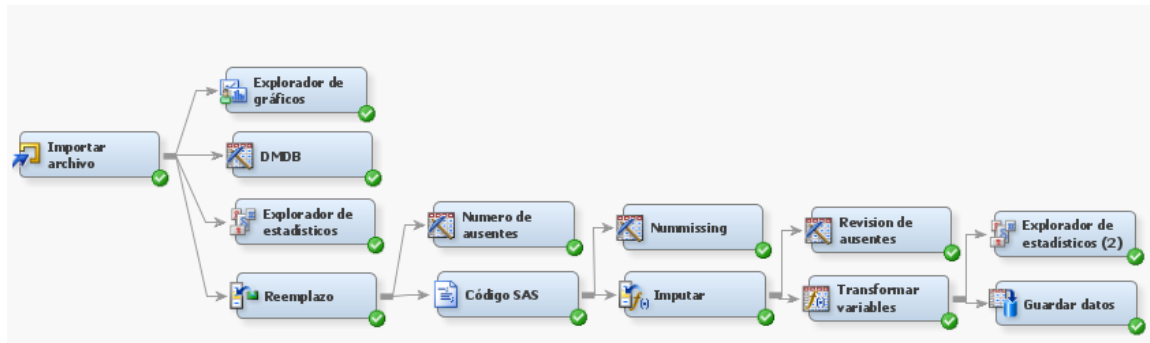 Importar
archivo
Explorador de
gráficos
DMDB
Explorador de
estadísticos
Reemplazo
Numero de
ausentes
Código SAS
Nummissing
Imputar
Revision de
ausentes
Transformar
variables
Explorador de
estadísticos (2)
Guardar datos